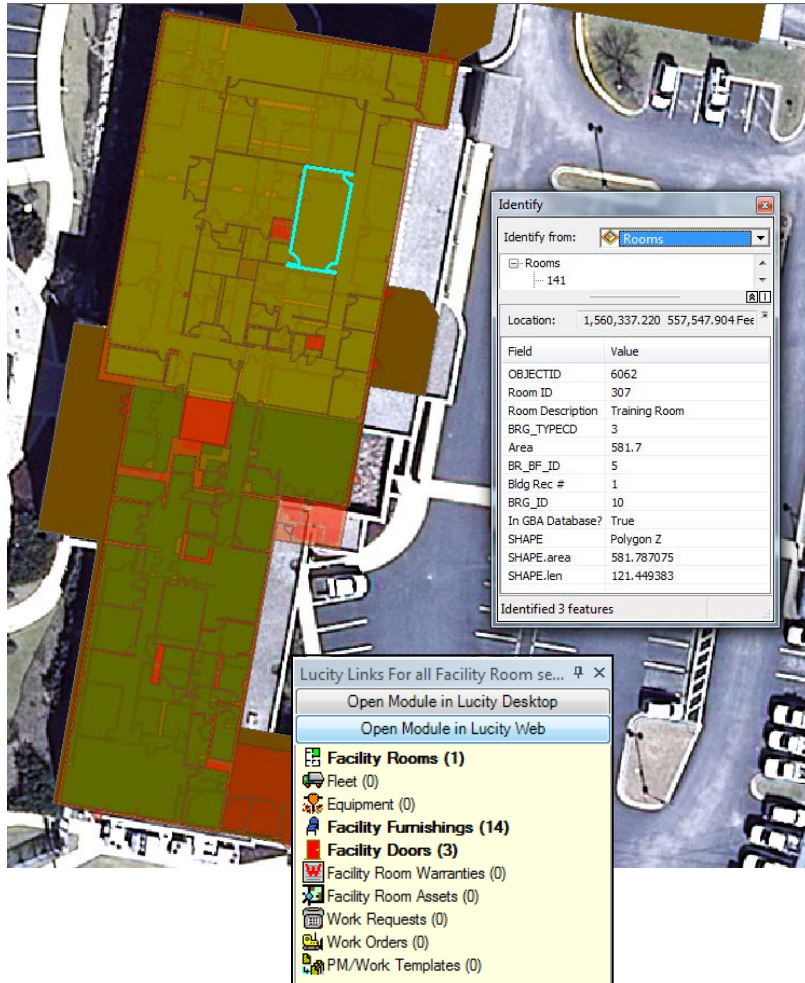 Identify
Identify from: Rooms
Rooms
141
Location: 1,560,337.220 557,547.904 Fee
Field Value
OBJECTID 6062
Room ID 307
Room Description Training Room
BRG_TYPECD 3
Area 581.7
BR_BF_ID 5
Bldg Rec # 1
BRG_ID 10
In GBA Database? True
SHAPE Polygon Z
SHAPE.area 581.787075
SHAPE.len 121.449383
Identified 3 features
Lucity Links For all Facility Room se...
Open Module in Lucity Desktop
Open Module in Lucity Web
Facility Rooms (1)
Fleet (0)
Equipment (0)
Facility Furnishings (14)
Facility Doors (3)
Facility Room Warranties (0)
Facility Room Assets (0)
Work Requests (0)
Work Orders (0)
PM/Work Templates (0)